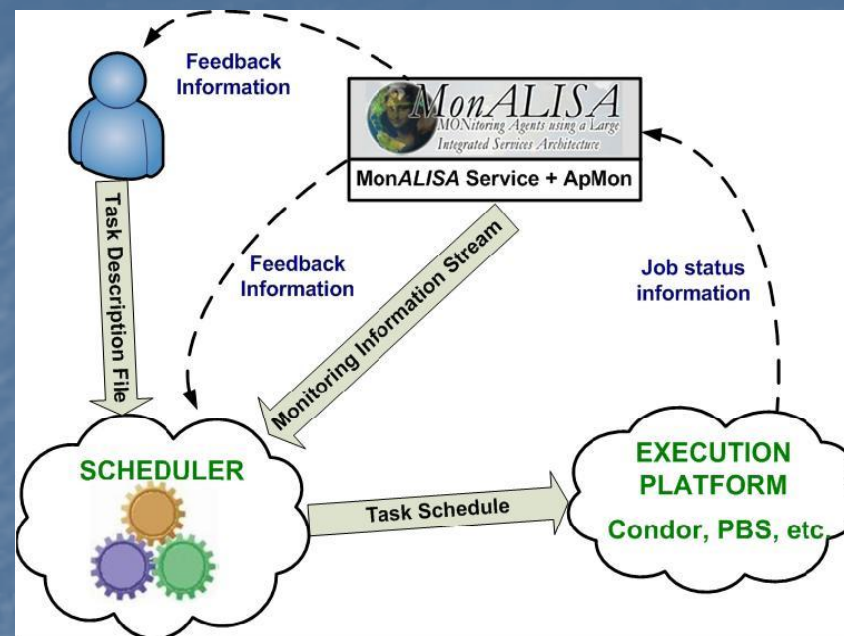 Feedback
Information
MonALISA
MONitoring Agents using a Large
Integrated Services Architecture
MonALISA Service + ApMon
Task Description File
Feedback
Information
Monitoring Information Stream
Job status
information
SCHEDULER
Task Schedule
EXECUTION
PLATFORM
Condor, PBS, etc.